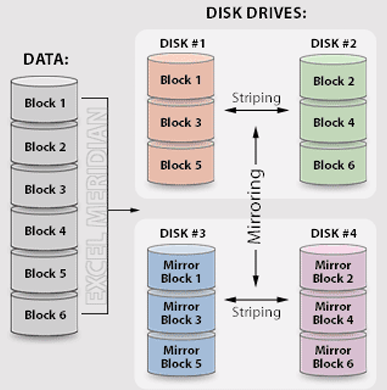 DISK DRIVES:
DATA:
Block 1
Block 2
Block 3
Block 4
Block 5
Block 6
EXCEL MERIDIAN
DISK #1
Block 1
Block 3
Block 5
Striping
DISK #2
Block 2
Block 4
Block 6
Mirroring
DISK #3
Mirror
Block 1
Mirror
Block 3
Mirror
Block 5
Striping
DISK #4
Mirror
Block 2
Mirror
Block 4
Mirror
Block 6